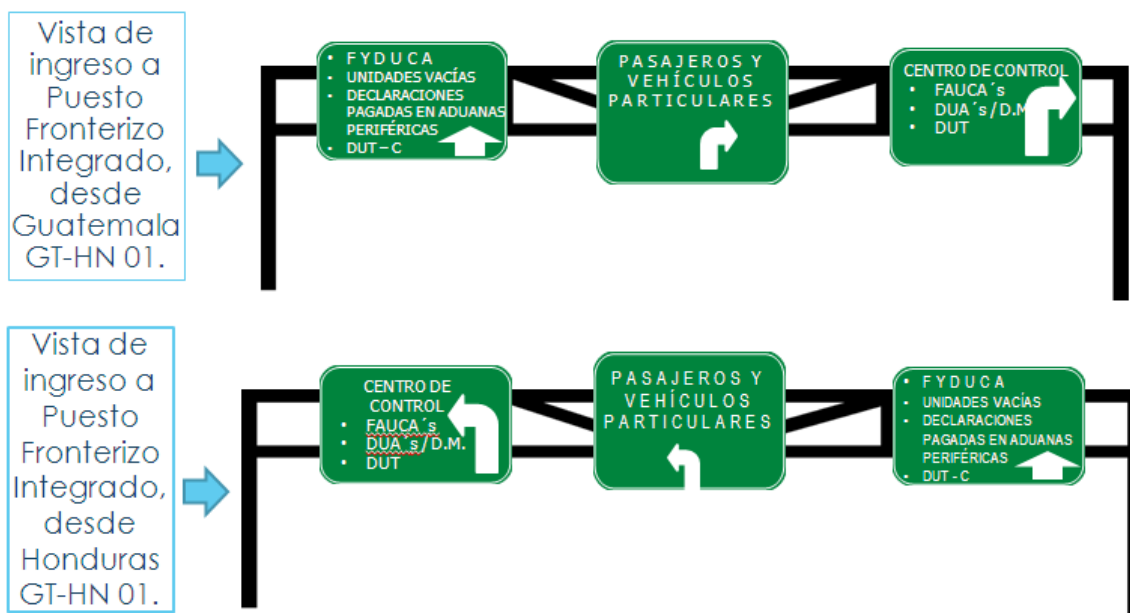 Vista de
ingreso a
Puesto
Fronterizo
Integrado,
desde
Guatemala
GT-HN 01.
• F Y D U C A
• UNIDADES VACÍAS
• DECLARACIONES
PAGADAS EN ADUANAS
PERIFÉRICAS
• DUT – C
PASAJEROS Y
VEHÍCULOS
PARTICULARES
CENTRO DE CONTROL
• FAUCA´s
• DUA´s / D.M.
• DUT
Vista de
ingreso a
Puesto
Fronterizo
Integrado,
desde
Honduras
GT-HN 01.
CENTRO DE
CONTROL
• FAUCA´s
• DUA´s / D.M.
• DUT
PASAJEROS Y
VEHÍCULOS
PARTICULARES
• F Y D U C A
• UNIDADES VACÍAS
• DECLARACIONES
PAGADAS EN ADUANAS
PERIFÉRICAS
• DUT - C